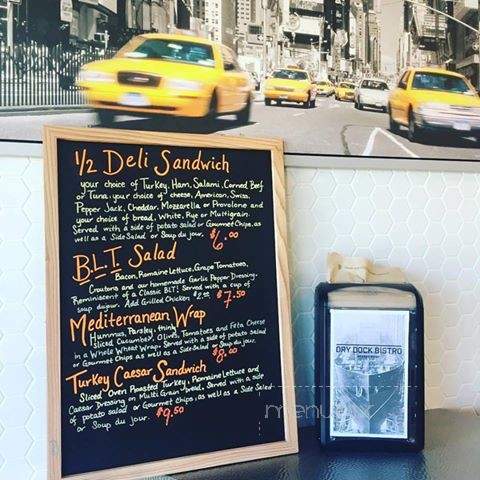 1/2 Deli Sandwich
your choice of Turkey, Ham, Salami, Corned Beef
or Tuna, your choice of cheese, American, Swiss,
Pepper Jack, Cheddar, Mozzarella or Provolone and
your choice of bread, White, Rye or Multigrain.
Served with a side of potato salad or Gourmet Chips, as
well as a Side Salad or Soup du jour. $6.00
B.L.T. Salad
Bacon, Romaine Lettuce, Grape Tomatoes,
Croutons and our homemade Garlic Pepper Dressing.
Reminiscent of a Classic BLT! Served with a cup of
soup dujour. Add Grilled Chicken $2.00 $7.50
Mediterranean Wrap
Hummus, Parsley, thinly
Sliced Cucumber, Olives, Tomatoes and Feta Cheese
in a Whole Wheat Wrap. Served with a side of potato salad
or Gourmet Chips as well as a Side Salad or Soup du jour.
$8.00
Turkey Caesar Sandwich
Sliced Oven Roasted Turkey, Romaine Lettuce and
Caesar Dressing on Multi Grain bread. Served with a side
of potato salad or Gourmet Chips, as well as a Side Salad
or Soup du jour. $9.50
DRY DOCK BISTRO